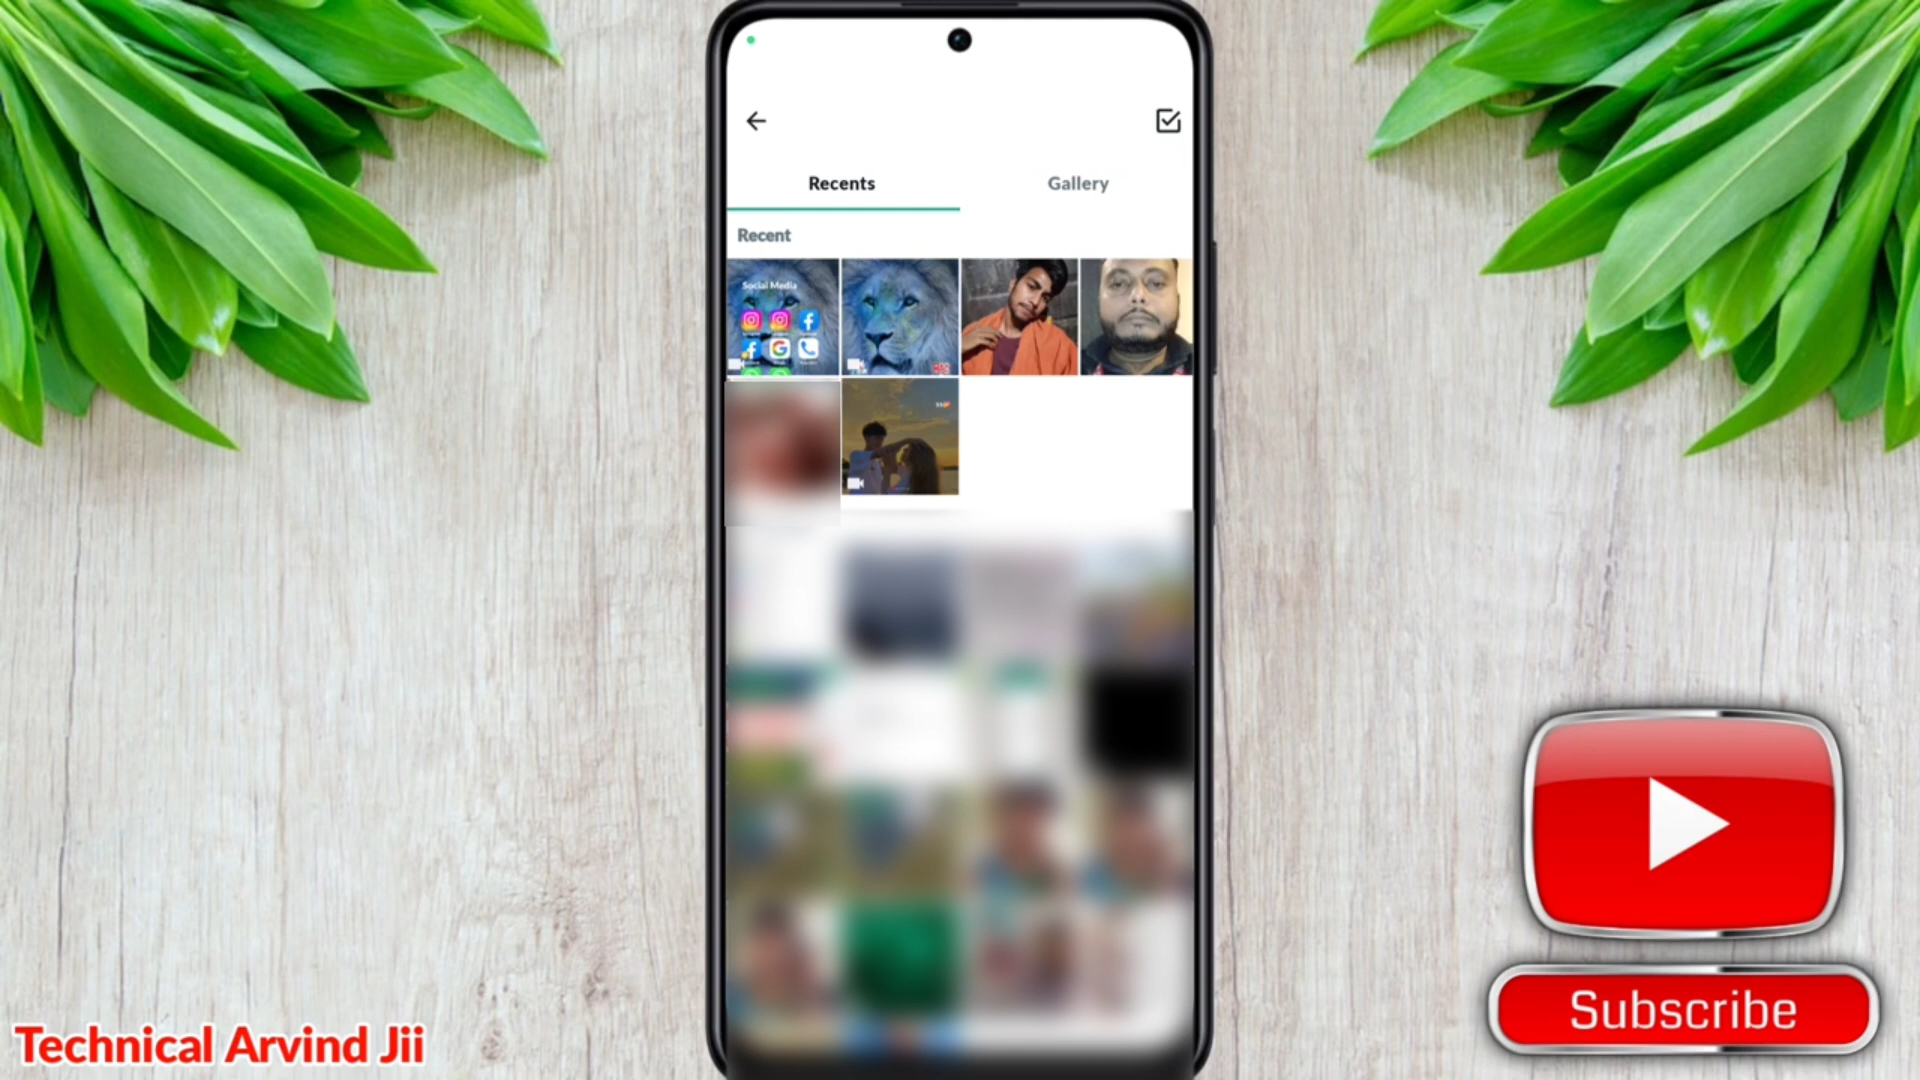 Recents
Gallery
Recent
Social Media
Subscribe
Technical Arvind Jii